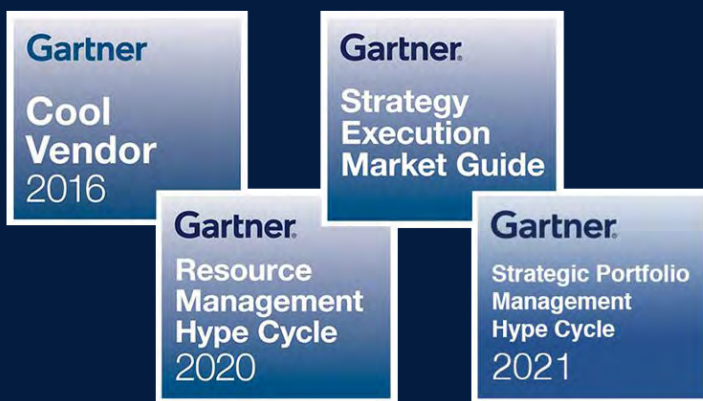 Gartner
Cool
Vendor
2016
Gartner®
Strategy
Execution
Market Guide
Gartner®
Resource
Management
Hype Cycle
2020
Gartner®
Strategic Portfolio
Management
Hype Cycle
2021